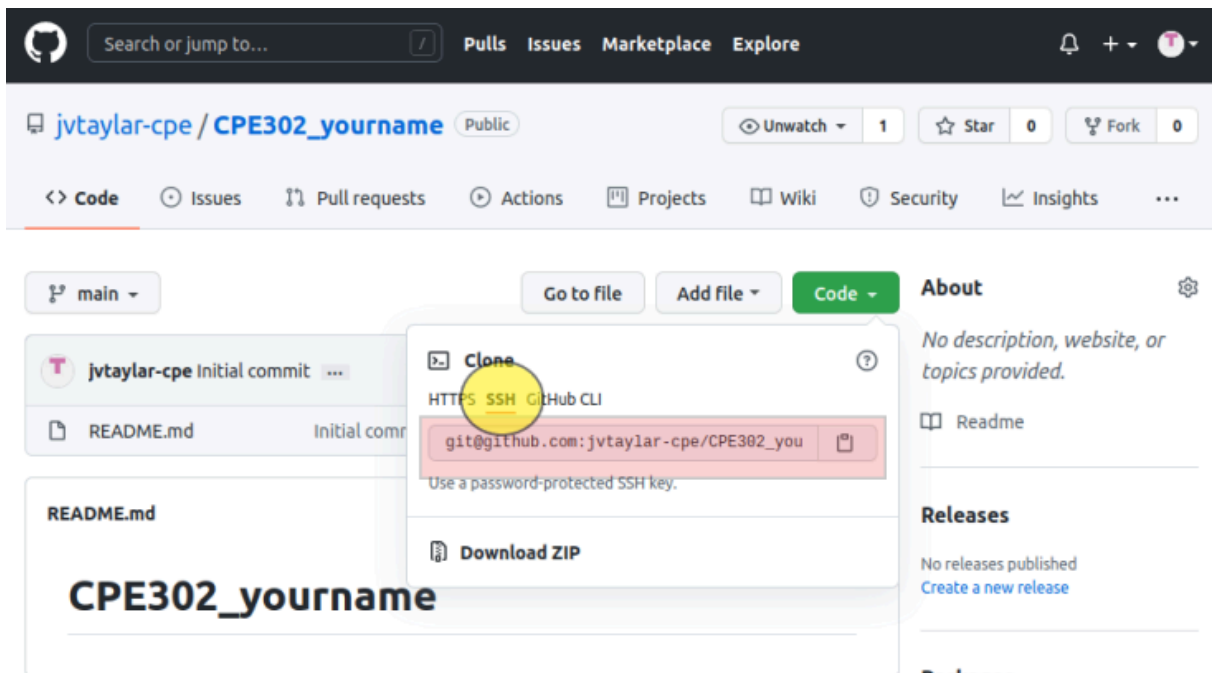 Search or jump to... / Pulls Issues Marketplace Explore
jvtaylar-cpe / CPE302_yourname Public Unwatch 1 Star 0 Fork 0
<> Code Issues Pull requests Actions Projects Wiki Security Insights ...
main Go to file Add file Code
jvtaylar-cpe Initial commit ...
README.md Initial comm
Clone
HTTPS SSH GitHub CLI
git@github.com:jvtaylar-cpe/CPE302_you
Use a password-protected SSH key.
Download ZIP
README.md
CPE302_yourname
About
No description, website, or
topics provided.
Readme
Releases
No releases published
Create a new release